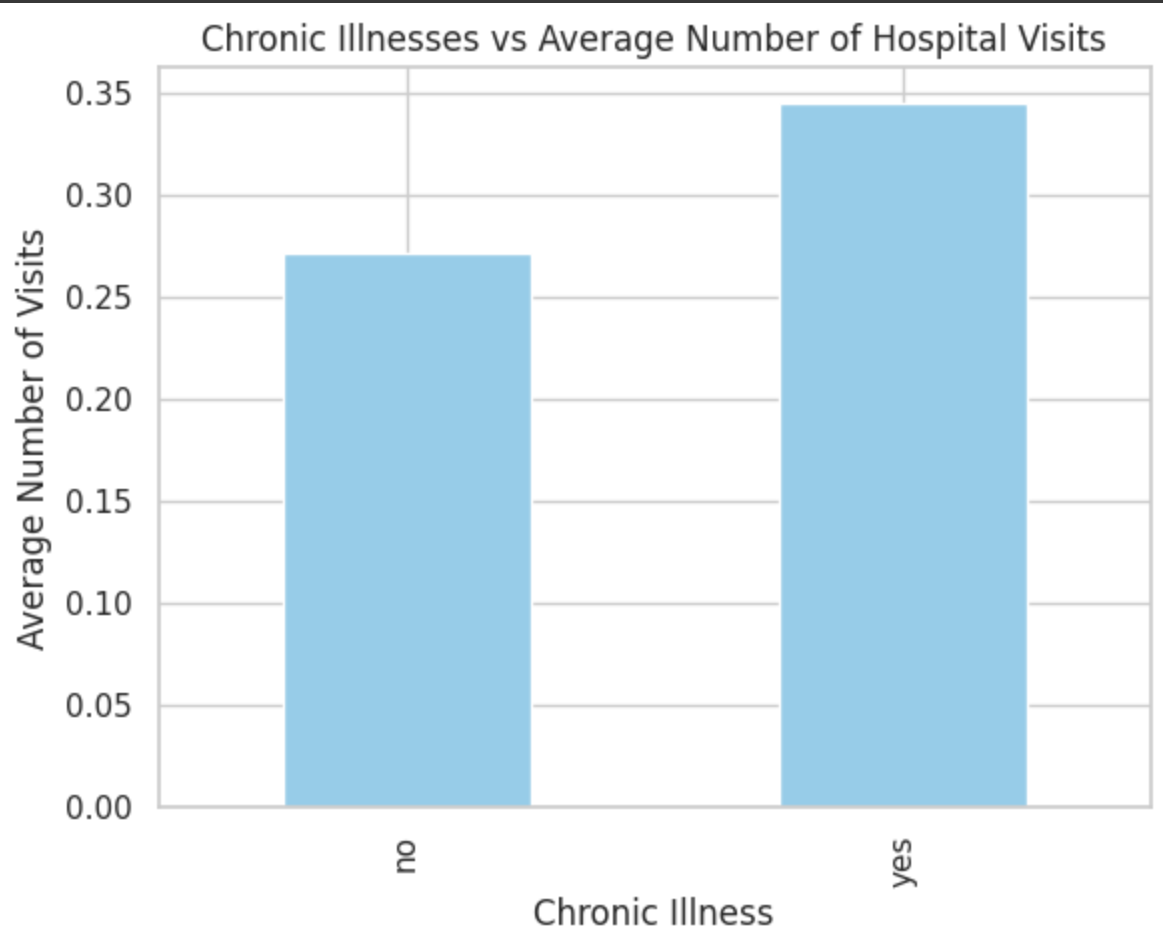 Chronic Illnesses vs Average Number of Hospital Visits
Average Number of Visits
0.35
0.30
0.25
0.20
0.15
0.10
0.05
0.00
no
yes
Chronic Illness